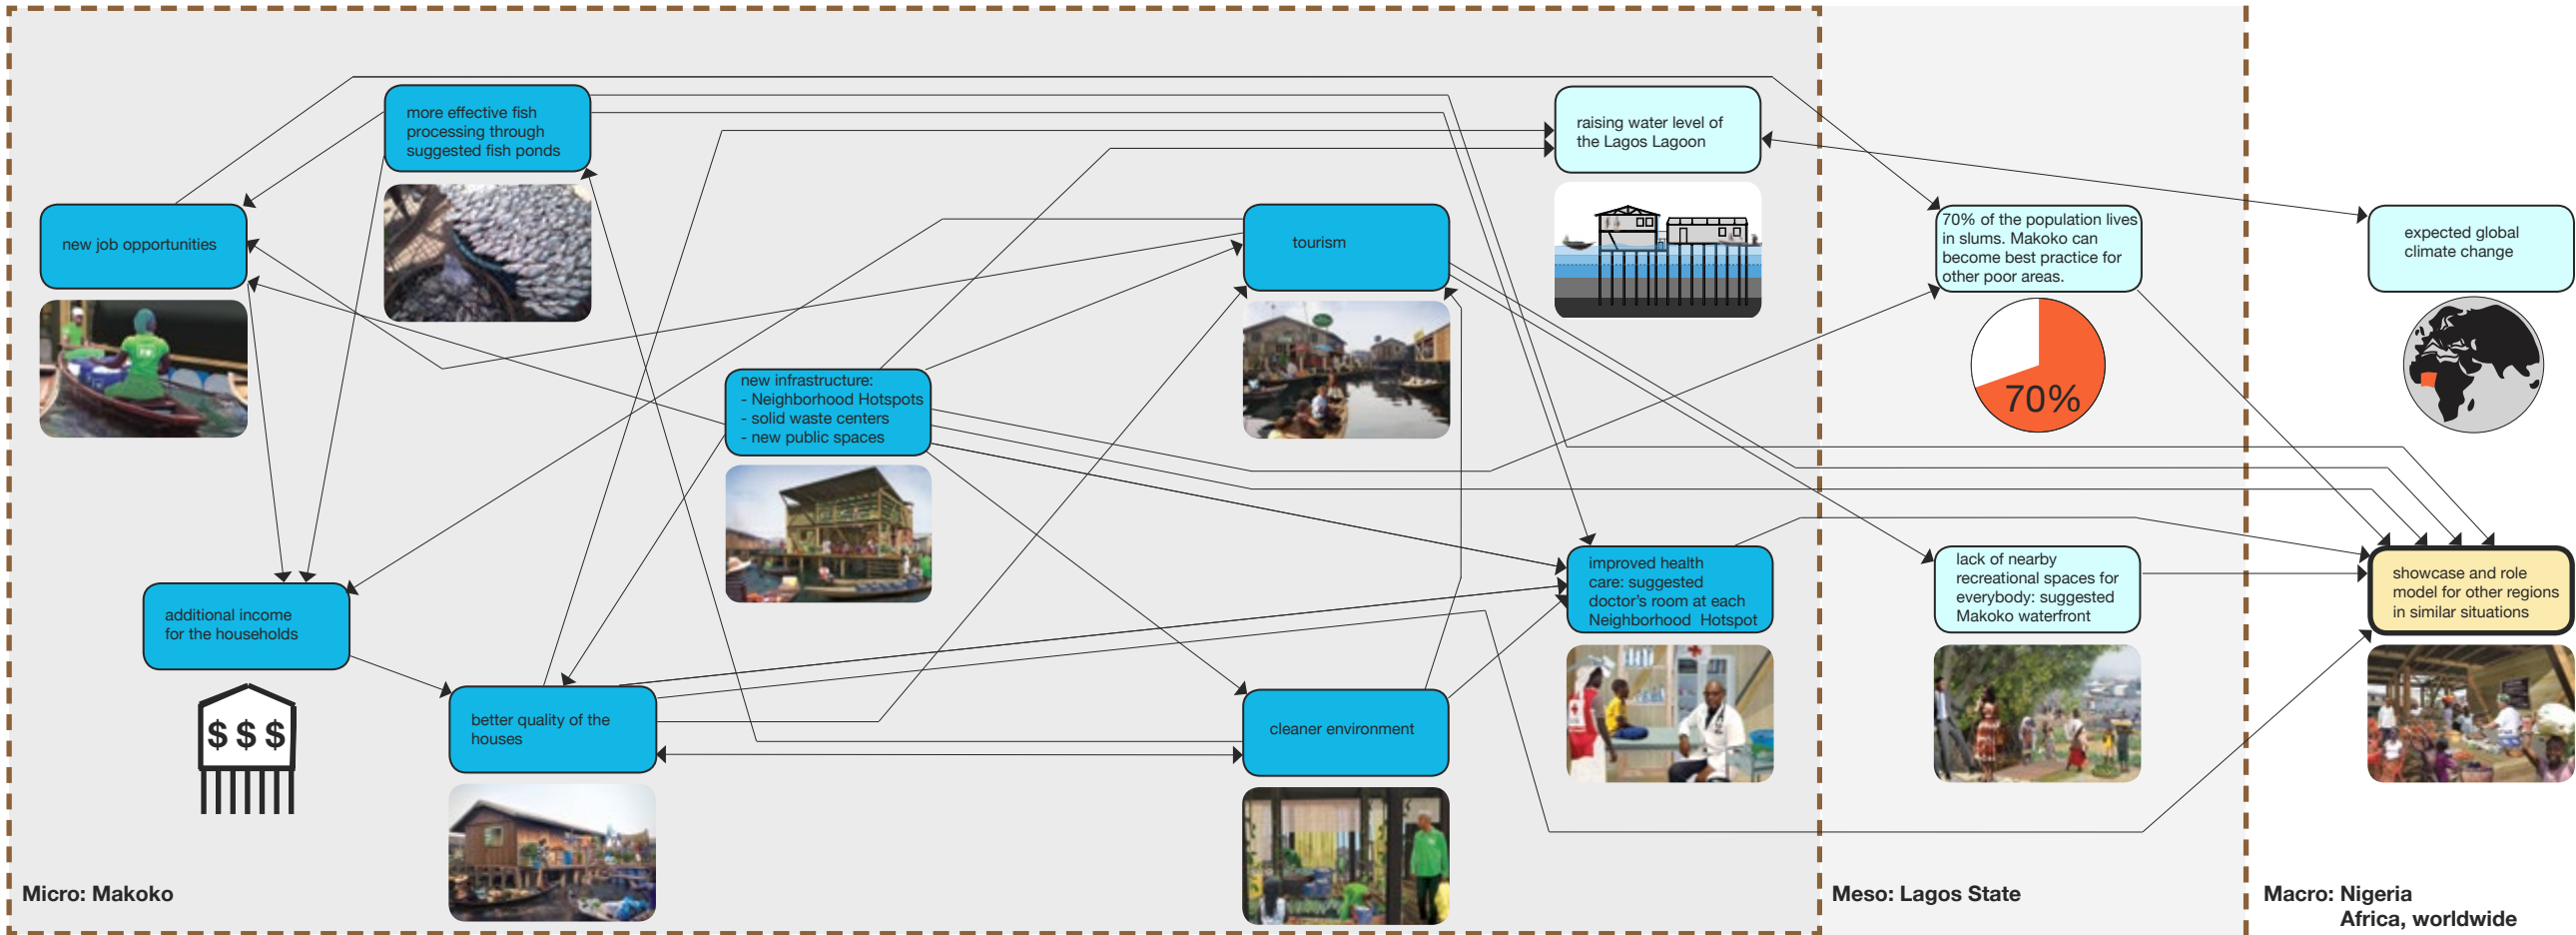 more effective fish
processing through
suggested fish ponds
raising water level of
the Lagos Lagoon
new job opportunities
tourism
70% of the population lives
in slums. Makoko can
become best practice for
other poor areas.
expected global
climate change
70%
new infrastructure:
- Neighborhood Hotspots
- solid waste centers
- new public spaces
additional income
for the households
improved health
care: suggested
doctor's room at each
Neighborhood Hotspot
lack of nearby
recreational spaces for
everybody: suggested
Makoko waterfront
showcase and role
model for other regions
in similar situations
$ $ $
better quality of the
houses
cleaner environment
Micro: Makoko
Meso: Lagos State
Macro: Nigeria
Africa, worldwide